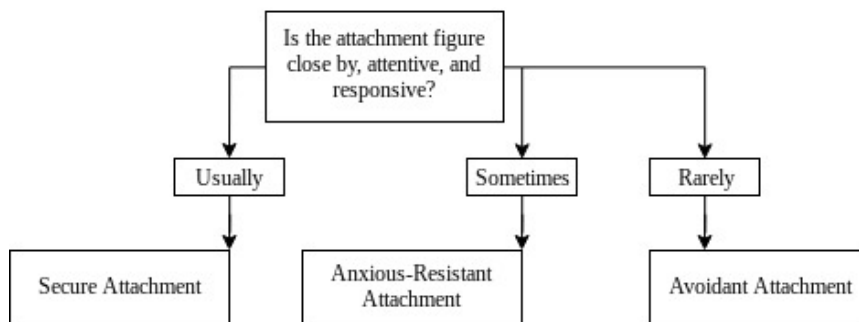 Is the attachment figure
close by, attentive, and
responsive?
Usually
Sometimes
Rarely
Secure Attachment
Anxious-Resistant
Attachment
Avoidant Attachment